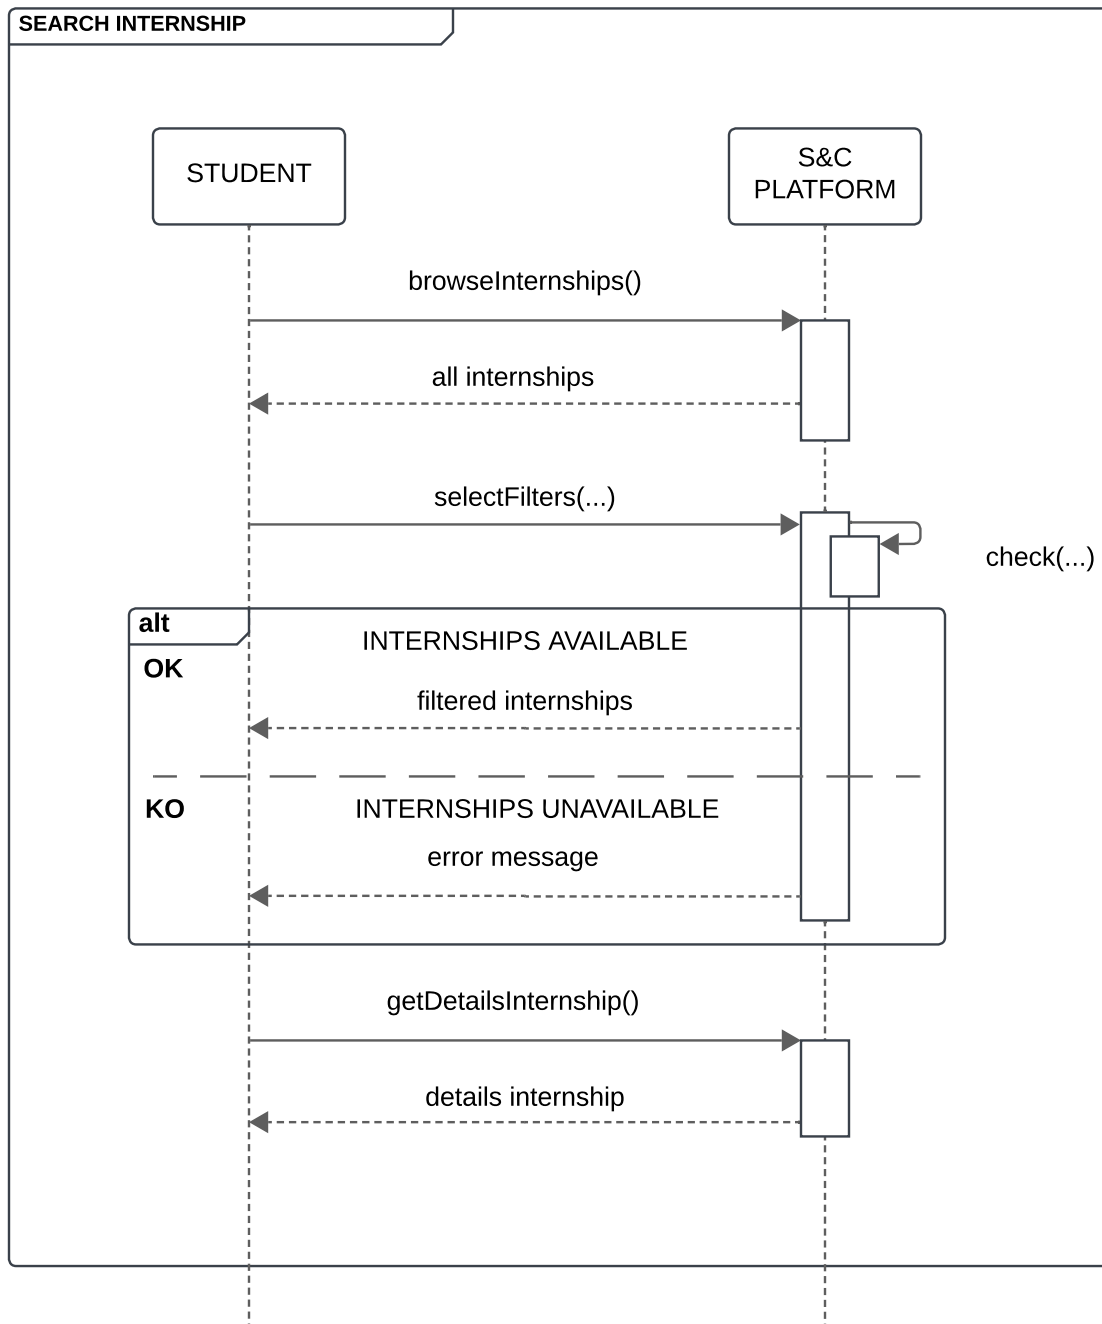 SEARCH INTERNSHIP
STUDENT
S&C
PLATFORM
browseInternships()
all internships
selectFilters(...)
check(...)
alt
INTERNSHIPS AVAILABLE
OK
filtered internships
KO
INTERNSHIPS UNAVAILABLE
error message
getDetailsInternship()
details internship